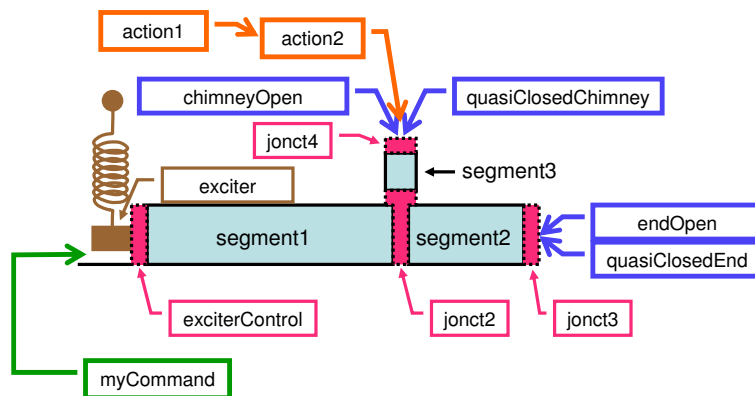 action1
action2
chimneyOpen
quasiClosedChimney
jonct4
segment3
exciter
segment1
segment2
endOpen
quasiClosedEnd
exciterControl
jonct2
jonct3
myCommand